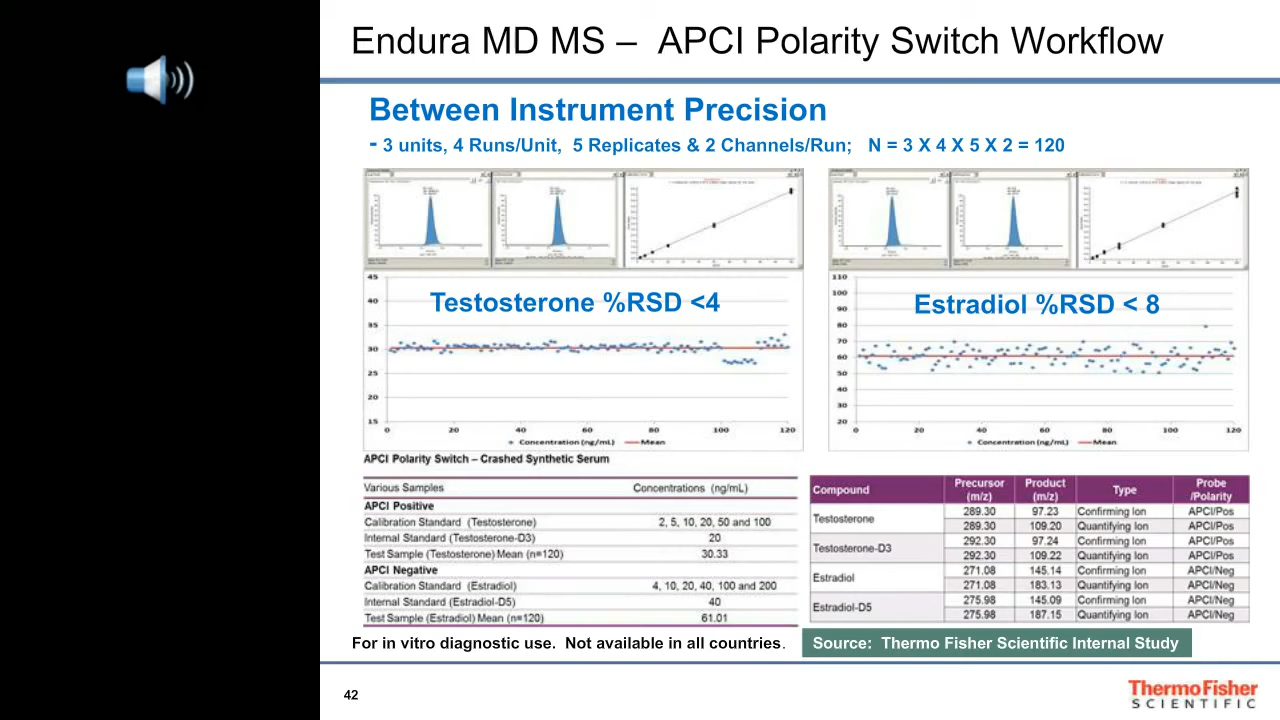 Endura MD MS – APCI Polarity Switch Workflow
Between Instrument Precision
- 3 units, 4 Runs/Unit, 5 Replicates & 2 Channels/Run; N = 3 X 4 X 5 X 2 = 120
Testosterone %RSD <4
45
40
35
30
25
20
15
0 20 40 60 80 100 120
Concentration (ng/mL) Mean
Estradiol %RSD < 8
110
100
90
80
70
60
50
40
30
20
0 20 40 60 80 100 120
Concentration (ng/mL) Mean
APCI Polarity Switch – Crashed Synthetic Serum
Various Samples Concentrations (ng/mL)
APCI Positive
Calibration Standard (Testosterone) 2, 5, 10, 20, 50 and 100
Internal Standard (Testosterone-D3) 20
Test Sample (Testosterone) Mean (n=120) 30.33
APCI Negative
Calibration Standard (Estradiol) 4, 10, 20, 40, 100 and 200
Internal Standard (Estradiol-D5) 40
Test Sample (Estradiol) Mean (n=120) 61.01
Compound Precursor (m/z) Product (m/z) Type Probe /Polarity
Testosterone 289.30 97.23 Confirming Ion APCI/Pos
289.30 109.20 Quantifying Ion APCI/Pos
Testosterone-D3 292.30 97.24 Confirming Ion APCI/Pos
292.30 109.22 Quantifying Ion APCI/Pos
Estradiol 271.08 145.14 Confirming Ion APCI/Neg
271.08 183.13 Quantifying Ion APCI/Neg
Estradiol-D5 275.98 145.09 Confirming Ion APCI/Neg
275.98 187.15 Quantifying Ion APCI/Neg
For in vitro diagnostic use. Not available in all countries.
Source: Thermo Fisher Scientific Internal Study
42
ThermoFisher
SCIENTIFIC